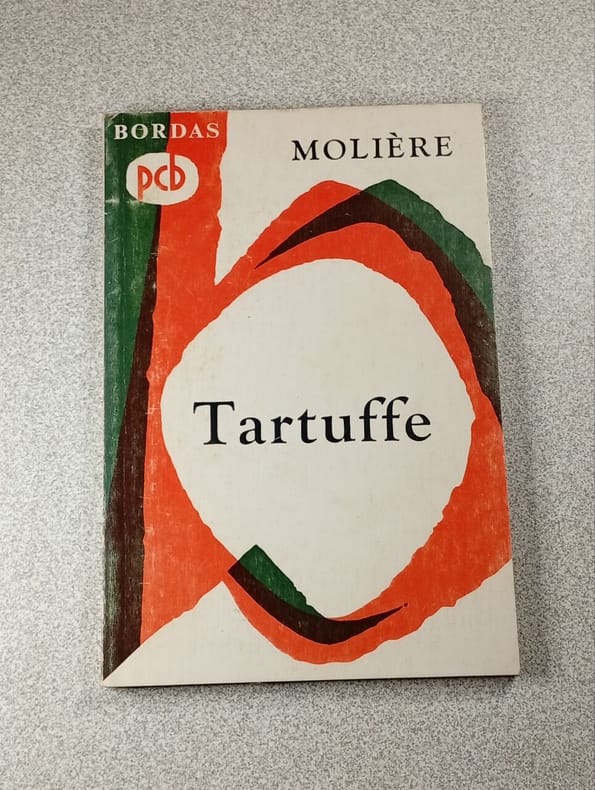 BORDAS
pcb
MOLIÈRE
Tartuffe